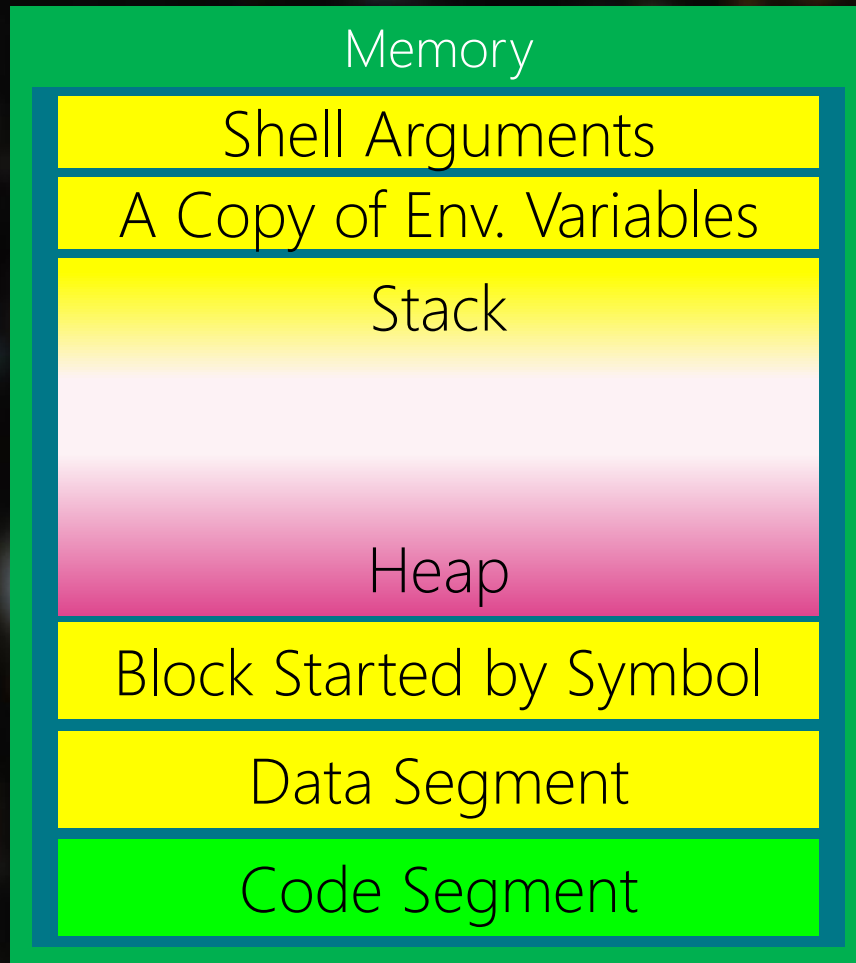 Memory
Shell Arguments
A Copy of Env. Variables
Stack
Heap
Block Started by Symbol
Data Segment
Code Segment